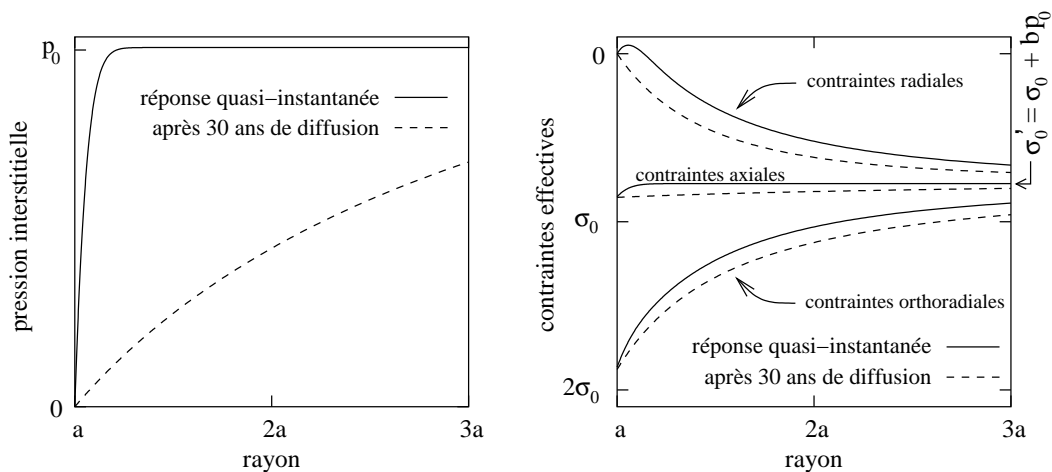 p0
0
a
2a
3a
rayon
pression interstitielle
réponse quasi−instantanée
après 30 ans de diffusion
0
σ0
2σ0
a
2a
3a
rayon
contraintes effectives
contraintes radiales
contraintes axiales
contraintes orthoradiales
réponse quasi−instantanée
après 30 ans de diffusion
σ0' = σ0 + bp0